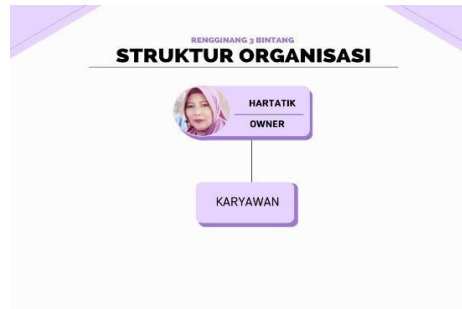 RENGGINANG 3 BINTANG
STRUKTUR ORGANISASI
HARTATIK
OWNER
KARYAWAN